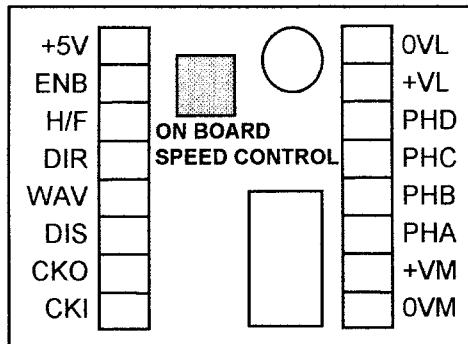 +5V
ENB
H/F
DIR
WAV
DIS
CKO
CKI
ON BOARD
SPEED CONTROL
0VL
+VL
PHD
PHC
PHB
PHA
+VM
0VM